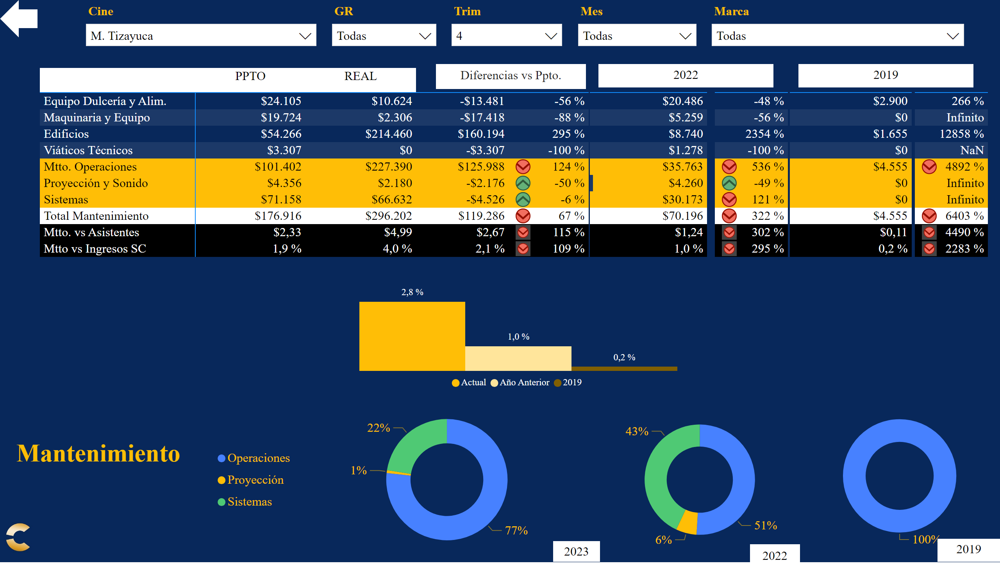 Cine GR Trim Mes Marca
M. Tizayuca Todas 4 Todas Todas
PPTO REAL Diferencias vs Ppto. 2022 2019
Equipo Dulcería y Alim. $24.105 $10.624 -$13.481 -56 % $20.486 -48 % $2.900 266 %
Maquinaria y Equipo $19.724 $2.306 -$17.418 -88 % $5.259 -56 % $0 Infinito
Edificios $54.266 $214.460 $160.194 295 % $8.740 2354 % $1.655 12858 %
Viáticos Técnicos $3.307 $0 -$3.307 -100 % $1.278 -100 % $0 NaN
Mtto. Operaciones $101.402 $227.390 $125.988 124 % $35.763 536 % $4.555 4892 %
Proyección y Sonido $4.356 $2.180 -$2.176 -50 % $4.260 -49 % $0 Infinito
Sistemas $71.158 $66.632 -$4.526 -6 % $30.173 121 % $0 Infinito
Total Mantenimiento $176.916 $296.202 $119.286 67 % $70.196 322 % $4.555 6403 %
Mtto. vs Asistentes $2,33 $4,99 $2,67 115 % $1,24 302 % $0,11 4490 %
Mtto vs Ingresos SC 1,9 % 4,0 % 2,1 % 109 % 1,0 % 295 % 0,2 % 2283 %
2,8 %
1,0 %
0,2 %
Actual Año Anterior 2019
Mantenimiento
Operaciones
Proyección
Sistemas
22%
1%
77%
2023
43%
51%
6%
2022
100%
2019